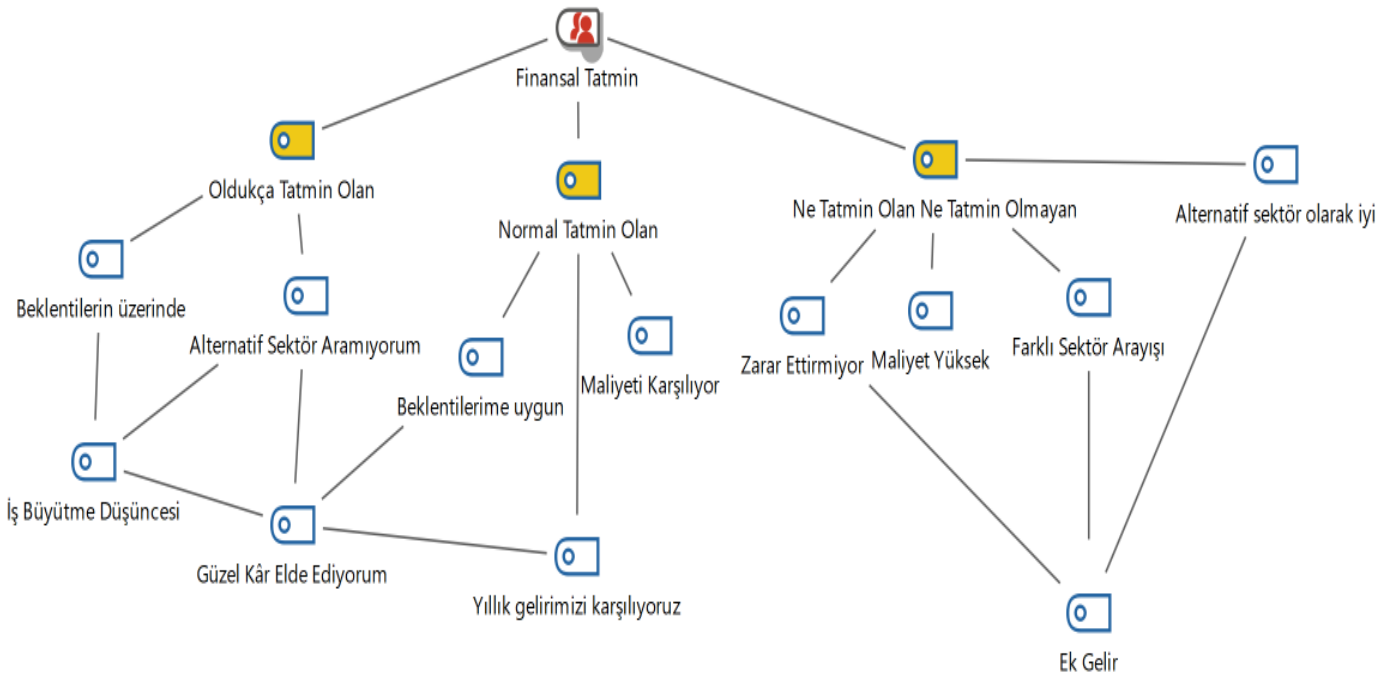 Finansal Tatmin
Oldukça Tatmin Olan
Normal Tatmin Olan
Ne Tatmin Olan Ne Tatmin Olmayan
Alternatif sektör olarak iyi
Beklentilerin üzerinde
Alternatif Sektör Aramıyorum
Beklentilerime uygun
Maliyeti Karşılıyor
Zarar Ettirmiyor
Maliyet Yüksek
Farklı Sektör Arayışı
İş Büyütme Düşüncesi
Güzel Kâr Elde Ediyorum
Yıllık gelirimizi karşılıyoruz
Ek Gelir